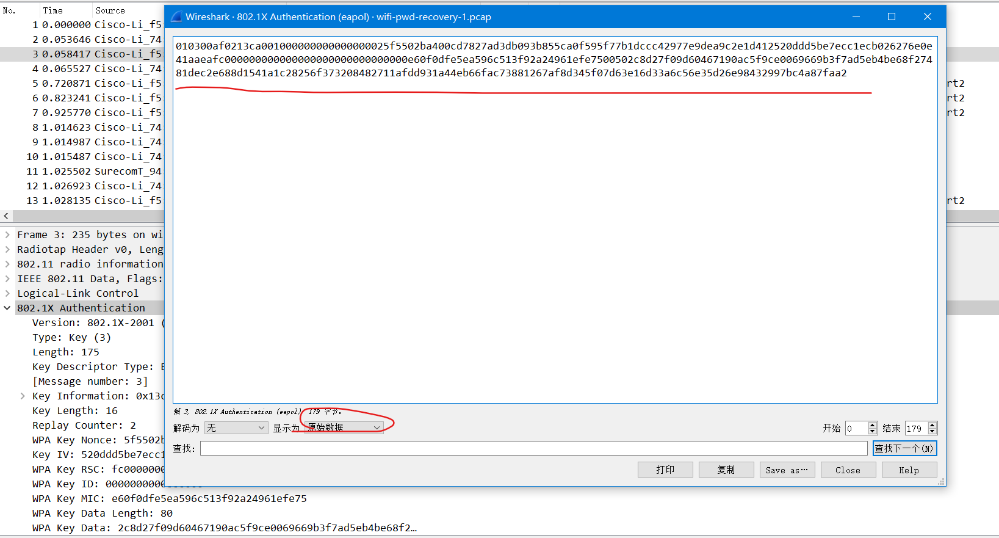 No.	Time	Source
Wireshark · 802.1X Authentication (eapol) · wifi-pwd-recovery-1.pcap
1 0.000000 Cisco-Li_f5:
2 0.053646 Cisco-Li_74:
3 0.058417 Cisco-Li_f5:
4 0.065527 Cisco-Li_74:
5 0.720871 Cisco-Li_f5: rt2
6 0.823241 Cisco-Li_f5: rt2
7 0.925770 Cisco-Li_f5: rt2
8 1.014623 Cisco-Li_74:
9 1.014987 Cisco-Li_74:
10 1.015487 Cisco-Li_74:
11 1.025502 SurecomT_94:
12 1.026923 Cisco-Li_74:
13 1.028135 Cisco-Li_f5: rt2
010300af0213ca00100000000000000000025f5502ba400cd7827ad3db093b855ca0f595f77b1dccc42977e9dea9c2e1d412520ddd5be7ecc1ecb026276e0e
41aaeafc000000000000000000000000000000e60f0dfe5ea596c513f92a24961efe7500502c8d27f09d60467190ac5f9ce0069669b3f7ad5eb4be68f274
81dec2e688d1541a1c28256f373208482711afdd931a44eb66fac73881267af8d345f07d63e16d33a6c56e35d26e98432997bc4a87faa2
Frame 3: 235 bytes on wi
Radiotap Header v0, Leng
802.11 radio information
IEEE 802.11 Data, Flags:
Logical-Link Control
802.1X Authentication
Version: 802.1X-2001 (
Type: Key (3)
Length: 175
Key Descriptor Type: E
[Message number: 3]
Key Information: 0x13c
Key Length: 16
Replay Counter: 2
WPA Key Nonce: 5f5502b
Key IV: 520ddd5be7ecc1
WPA Key RSC: fc0000000
WPA Key ID: 0000000000000000
WPA Key MIC: e60f0dfe5ea596c513f92a24961efe75
WPA Key Data Length: 80
WPA Key Data: 2c8d27f09d60467190ac5f9ce0069669b3f7ad5eb4be68f2…
帧 3, 802.1X Authentication (eapol), 179 字节。
解码为 无 显示为 原始数据 开始 0 结束 179
查找: 查找下一个(N)
打印 复制 Save as… Close Help